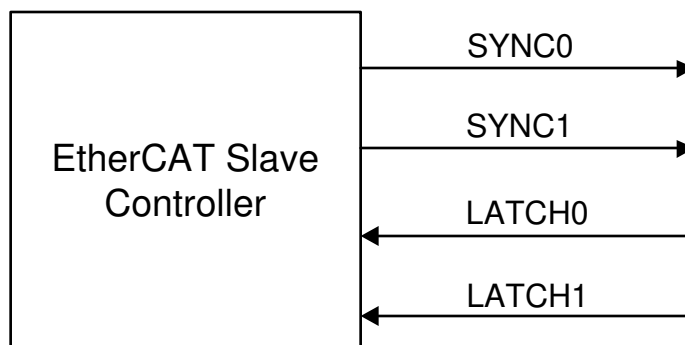 SYNC0
SYNC1
EtherCAT Slave
Controller
LATCH0
LATCH1